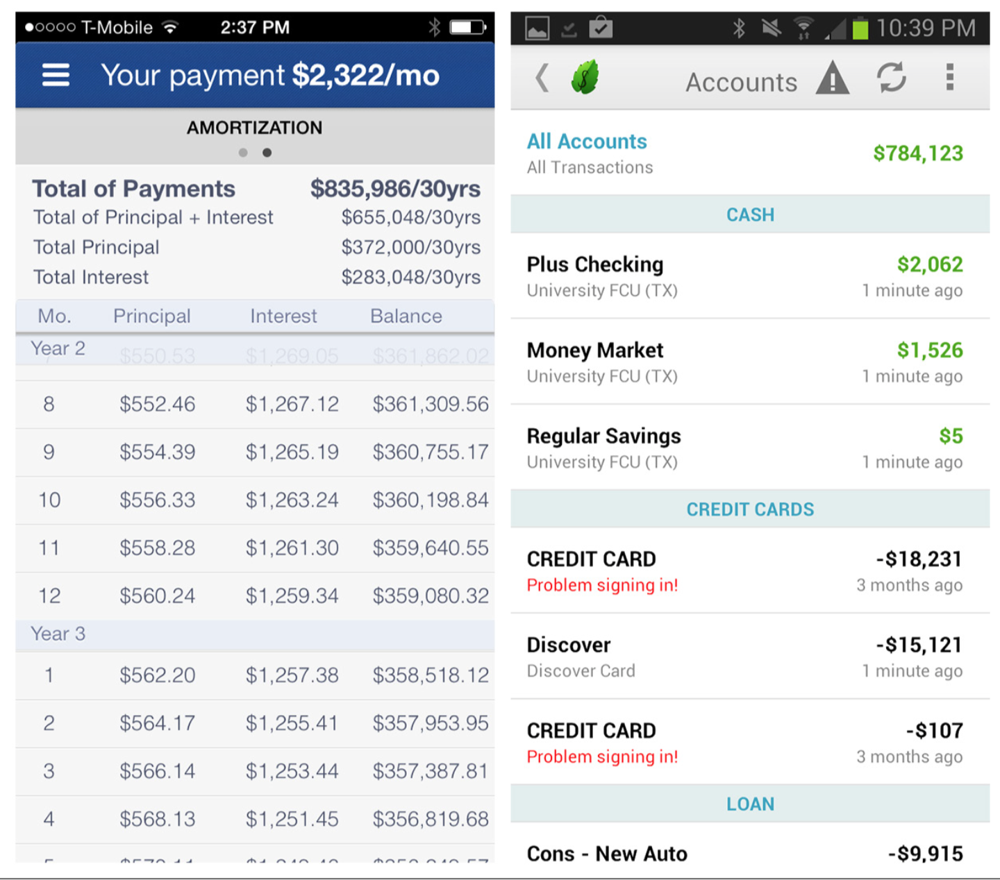 T-Mobile 2:37 PM
Your payment $2,322/mo
AMORTIZATION
Total of Payments $835,986/30yrs
Total of Principal + Interest $655,048/30yrs
Total Principal $372,000/30yrs
Total Interest $283,048/30yrs
Mo. Principal Interest Balance
Year 2
$550.53 $1,269.05 $361,862.02
8 $552.46 $1,267.12 $361,309.56
9 $554.39 $1,265.19 $360,755.17
10 $556.33 $1,263.24 $360,198.84
11 $558.28 $1,261.30 $359,640.55
12 $560.24 $1,259.34 $359,080.32
Year 3
1 $562.20 $1,257.38 $358,518.12
2 $564.17 $1,255.41 $357,953.95
3 $566.14 $1,253.44 $357,387.81
4 $568.13 $1,251.45 $356,819.68
10:39 PM
Accounts
All Accounts $784,123
All Transactions
CASH
Plus Checking $2,062
University FCU (TX) 1 minute ago
Money Market $1,526
University FCU (TX) 1 minute ago
Regular Savings $5
University FCU (TX) 1 minute ago
CREDIT CARDS
CREDIT CARD -$18,231
Problem signing in! 3 months ago
Discover -$15,121
Discover Card 1 minute ago
CREDIT CARD -$107
Problem signing in! 3 months ago
LOAN
Cons - New Auto -$9,915